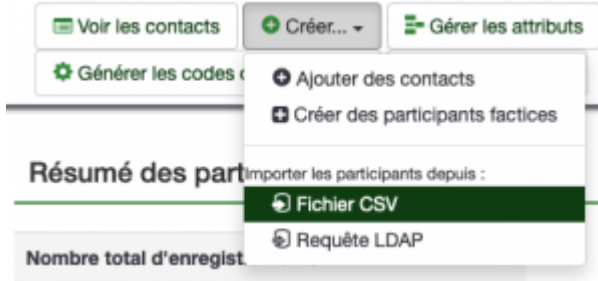 Voir les contacts
Créer...
Gérer les attributs
Générer les codes
Ajouter des contacts
Créer des participants factices
Résumé des part
Importer les participants depuis :
Fichier CSV
Requête LDAP
Nombre total d'enregist